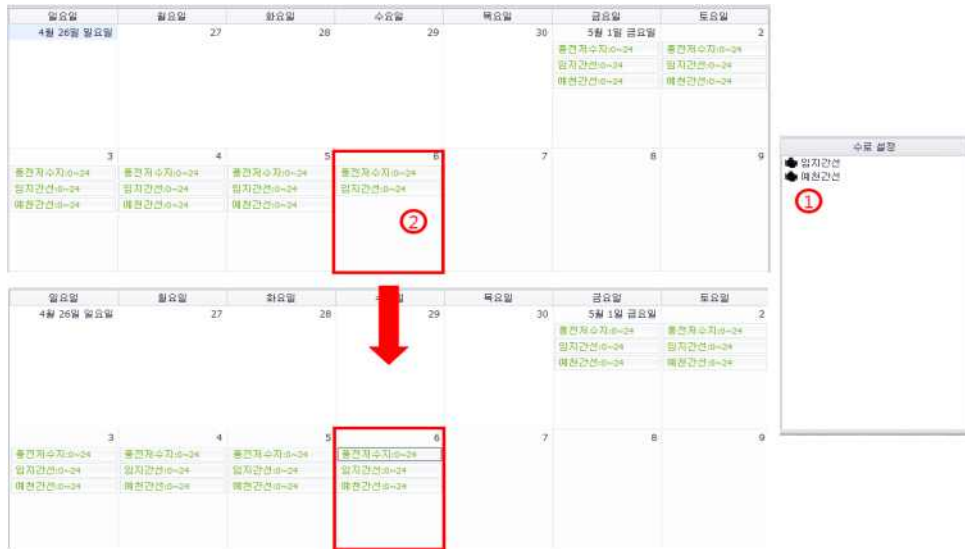 일요일 월요일 화요일 수요일 목요일 금요일 토요일
4월 26일 일요일 27 28 29 30 5월 1일 금요일 2
풍전저수지:0~24 풍전저수지:0~24
임지간선:0~24 임지간선:0~24
예천간선:0~24 예천간선:0~24
3 4 5 6 7 8 9
풍전저수지:0~24 풍전저수지:0~24 풍전저수지:0~24 풍전저수지:0~24
임지간선:0~24 임지간선:0~24 임지간선:0~24 임지간선:0~24
예천간선:0~24 예천간선:0~24 예천간선:0~24
②
수로 설정
임지간선
예천간선
①
일요일 월요일 화요일 목요일 금요일 토요일
4월 26일 일요일 27 28 29 30 5월 1일 금요일 2
풍전저수지:0~24 풍전저수지:0~24
임지간선:0~24 임지간선:0~24
예천간선:0~24 예천간선:0~24
3 4 5 6 7 8 9
풍전저수지:0~24 풍전저수지:0~24 풍전저수지:0~24 풍전저수지:0~24
임지간선:0~24 임지간선:0~24 임지간선:0~24 임지간선:0~24
예천간선:0~24 예천간선:0~24 예천간선:0~24 예천간선:0~24